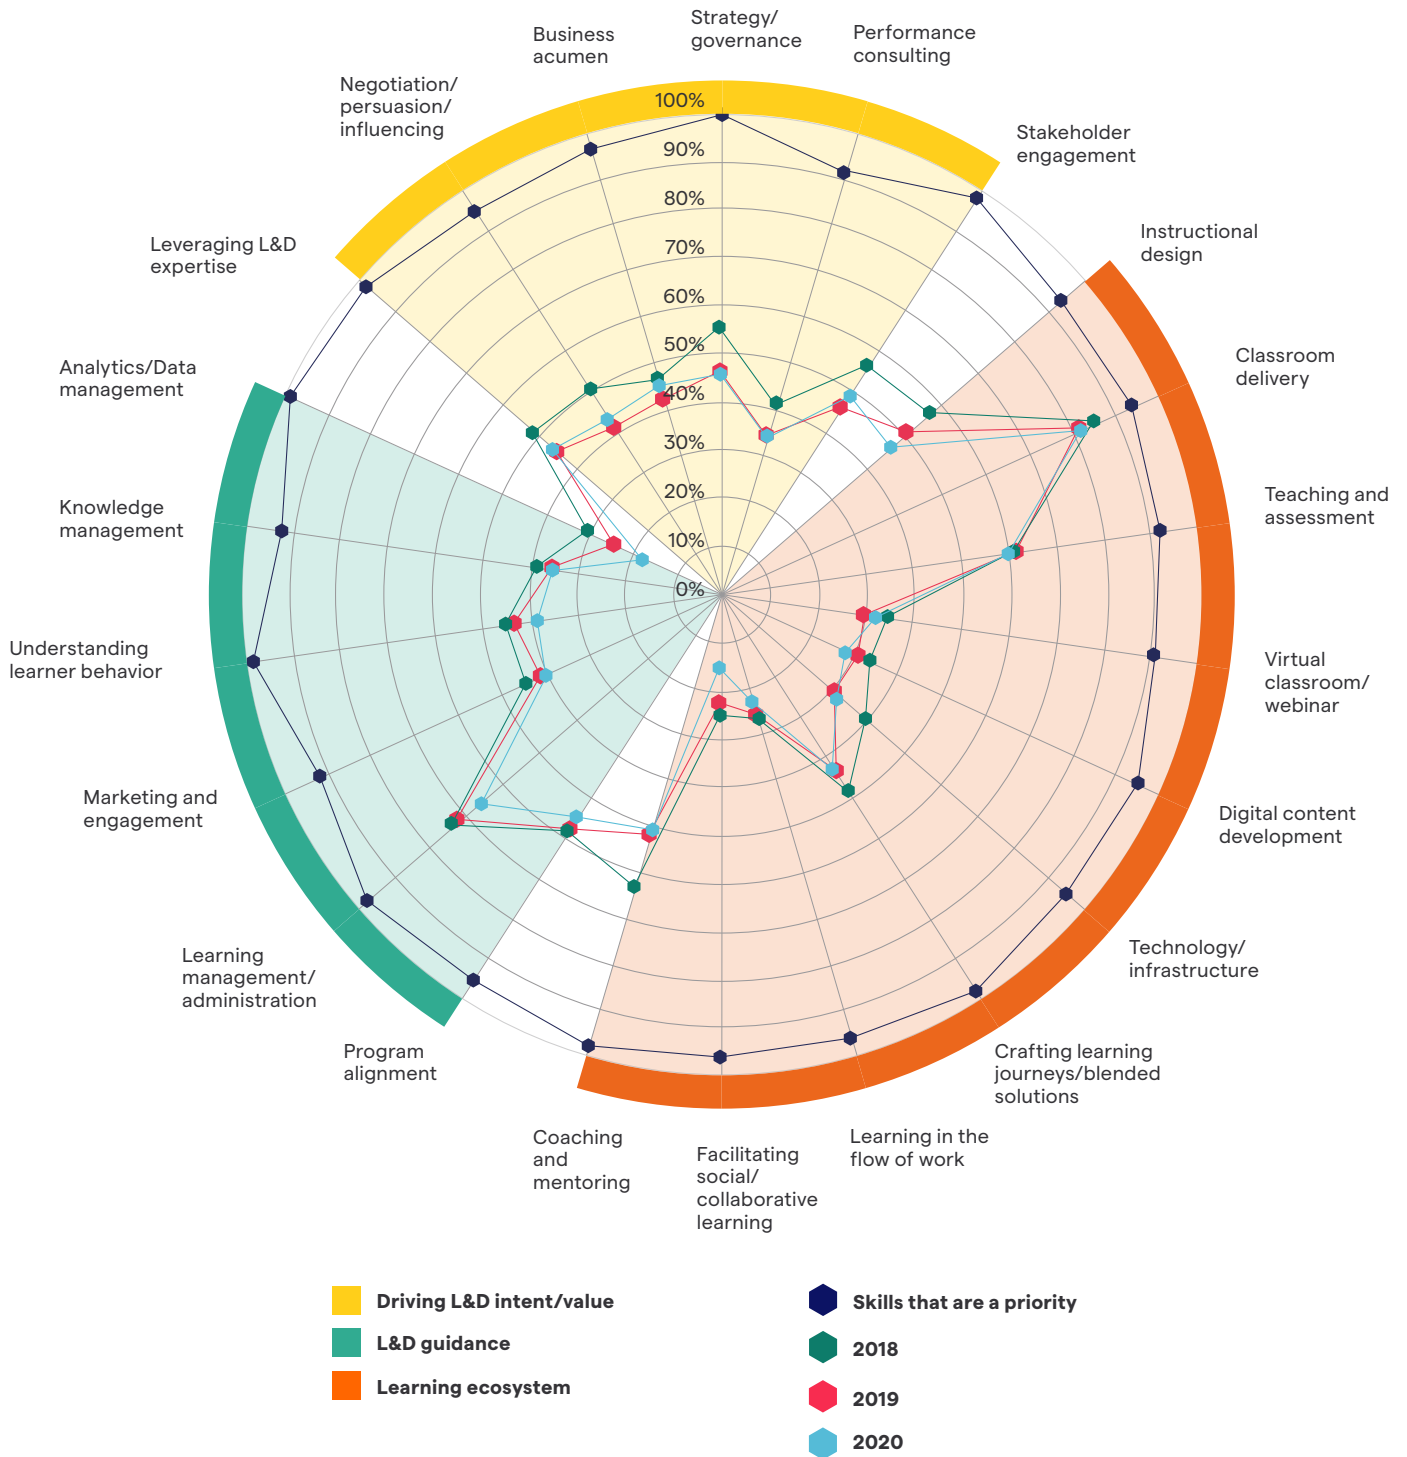 Strategy/
governance
Performance
consulting
Stakeholder
engagement
Instructional
design
Classroom
delivery
Teaching and
assessment
Virtual
classroom/
webinar
Digital content
development
Technology/
infrastructure
Crafting learning
journeys/blended
solutions
Learning in the
flow of work
Facilitating
social/
collaborative
learning
Coaching
and
mentoring
Program
alignment
Learning
management/
administration
Marketing and
engagement
Understanding
learner behavior
Knowledge
management
Analytics/Data
management
Leveraging L&D
expertise
Negotiation/
persuasion/
influencing
Business
acumen
100%
90%
80%
70%
60%
50%
40%
30%
20%
10%
0%
Driving L&D intent/value
L&D guidance
Learning ecosystem
Skills that are a priority
2018
2019
2020